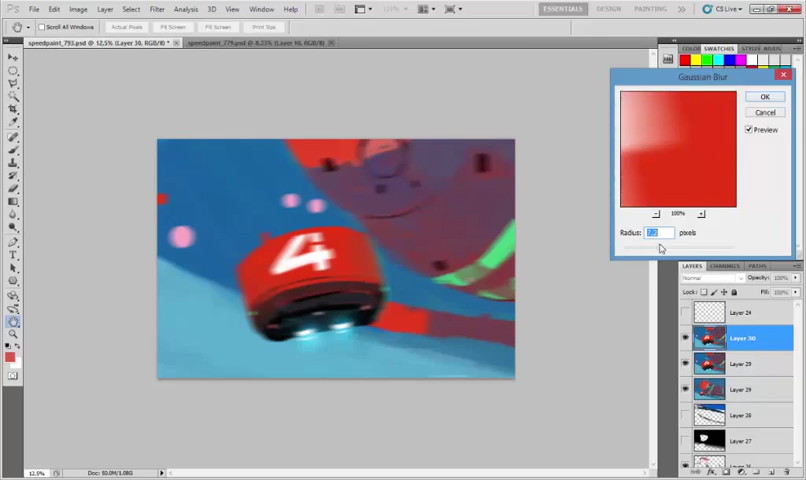 Ps File Edit Image Layer Select Filter Analysis 3D View Window Help
ESSENTIALS DESIGN PAINTING CS Live
Scroll All Windows Actual Pixels Fit Screen Fill Screen Print Size
speedpaint_793.psd @ 12,5% (Layer 30, RGB/8) * speedpaint_779.psd @ 8,23% (Layer 10, RGB/8)
COLOR SWATCHES STYLES
Gaussian Blur
OK
Cancel
Preview
100%
Radius: pixels
4
LAYERS CHANNELS PATHS
Normal Opacity: 100%
Lock: Fill: 100%
Layer 24
Layer 30
Layer 29
Layer 29
Layer 28
Layer 27
12,5% Doc: 50.0M/1.08G